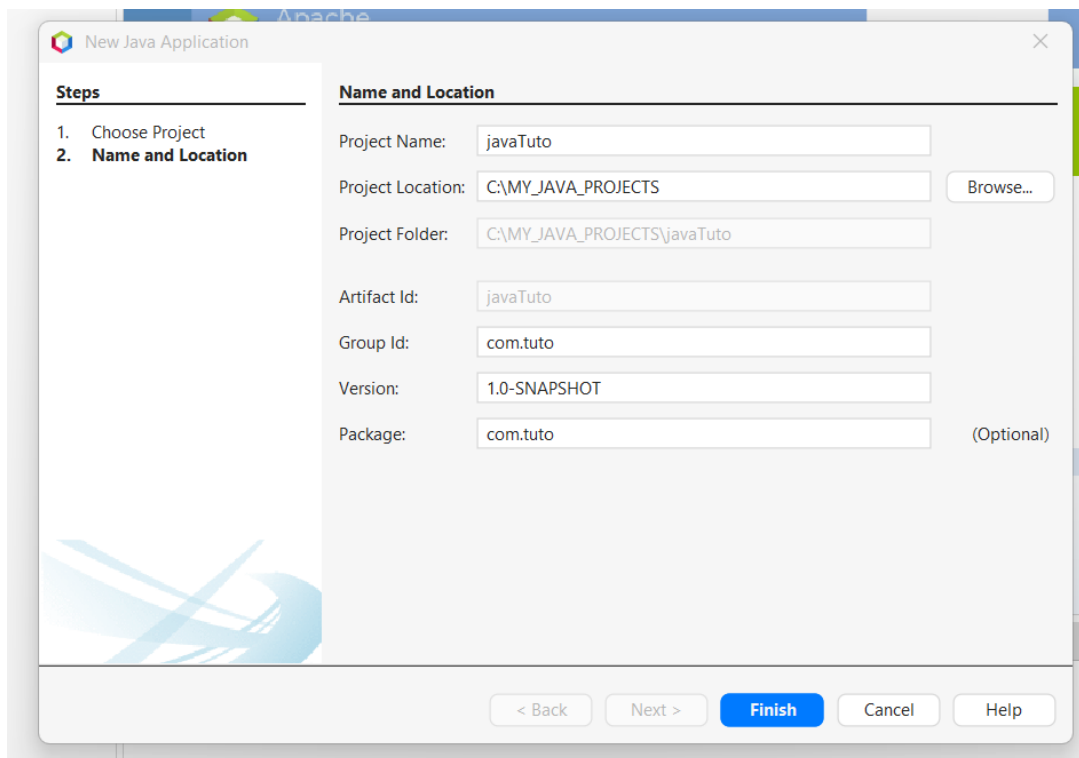 Apache
New Java Application
Steps
1. Choose Project
2. Name and Location
Name and Location
Project Name: javaTuto
Project Location: C:\MY_JAVA_PROJECTS Browse...
Project Folder: C:\MY_JAVA_PROJECTS\javaTuto
Artifact Id: javaTuto
Group Id: com.tuto
Version: 1.0-SNAPSHOT
Package: com.tuto (Optional)
< Back Next > Finish Cancel Help